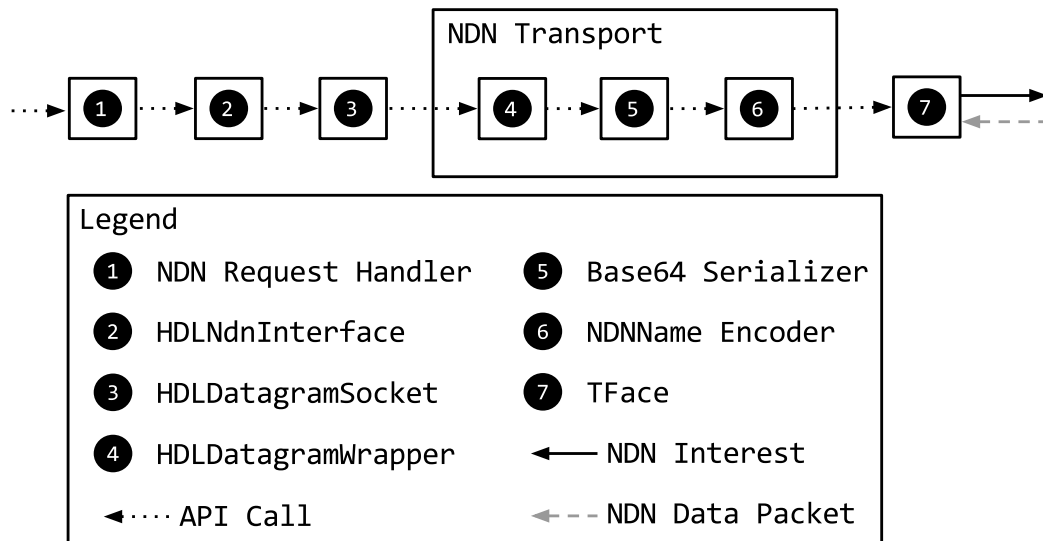 NDN Transport
1 2 3 4 5 6 7
Legend
1 NDN Request Handler
2 HDLNdnInterface
3 HDLDatagramSocket
4 HDLDatagramWrapper
API Call
5 Base64 Serializer
6 NDNName Encoder
7 TFace
NDN Interest
NDN Data Packet